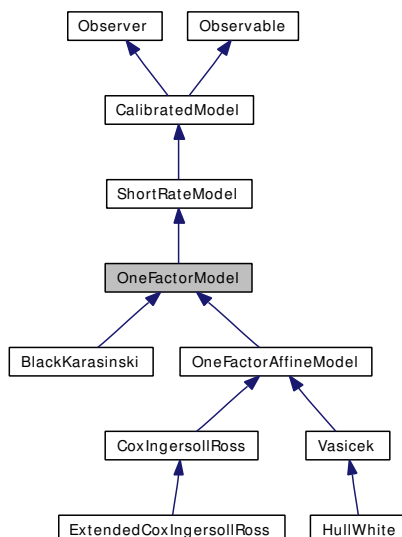 Observer
Observable
CalibratedModel
ShortRateModel
OneFactorModel
BlackKarasinski
OneFactorAffineModel
CoxIngersollRoss
Vasicek
ExtendedCoxIngersollRoss
HullWhite